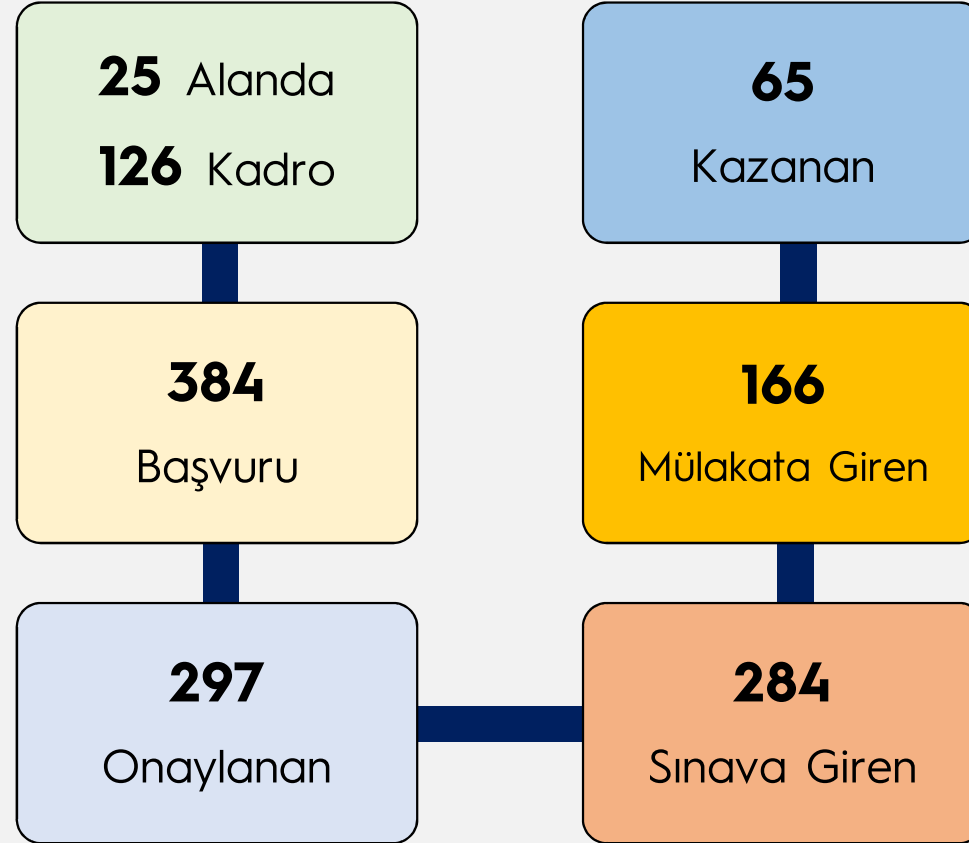 25 Alanda
126 Kadro
384
Başvuru
297
Onaylanan
284
Sınava Giren
166
Mülakata Giren
65
Kazanan